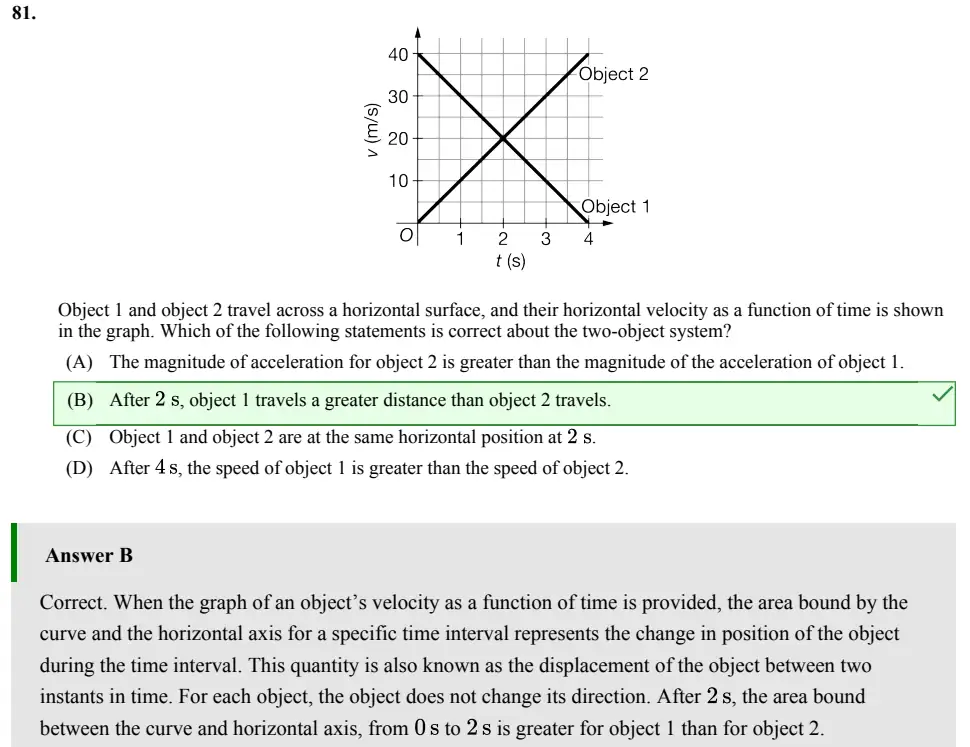 81.
40
Object 2
30
v (m/s)
20
10
Object 1
O
1 2 3 4
t (s)
Object 1 and object 2 travel across a horizontal surface, and their horizontal velocity as a function of time is shown
in the graph. Which of the following statements is correct about the two-object system?
(A) The magnitude of acceleration for object 2 is greater than the magnitude of the acceleration of object 1.
(B) After 2 s, object 1 travels a greater distance than object 2 travels.
(C) Object 1 and object 2 are at the same horizontal position at 2 s.
(D) After 4 s, the speed of object 1 is greater than the speed of object 2.
Answer B
Correct. When the graph of an object’s velocity as a function of time is provided, the area bound by the
curve and the horizontal axis for a specific time interval represents the change in position of the object
during the time interval. This quantity is also known as the displacement of the object between two
instants in time. For each object, the object does not change its direction. After 2 s, the area bound
between the curve and horizontal axis, from 0 s to 2 s is greater for object 1 than for object 2.